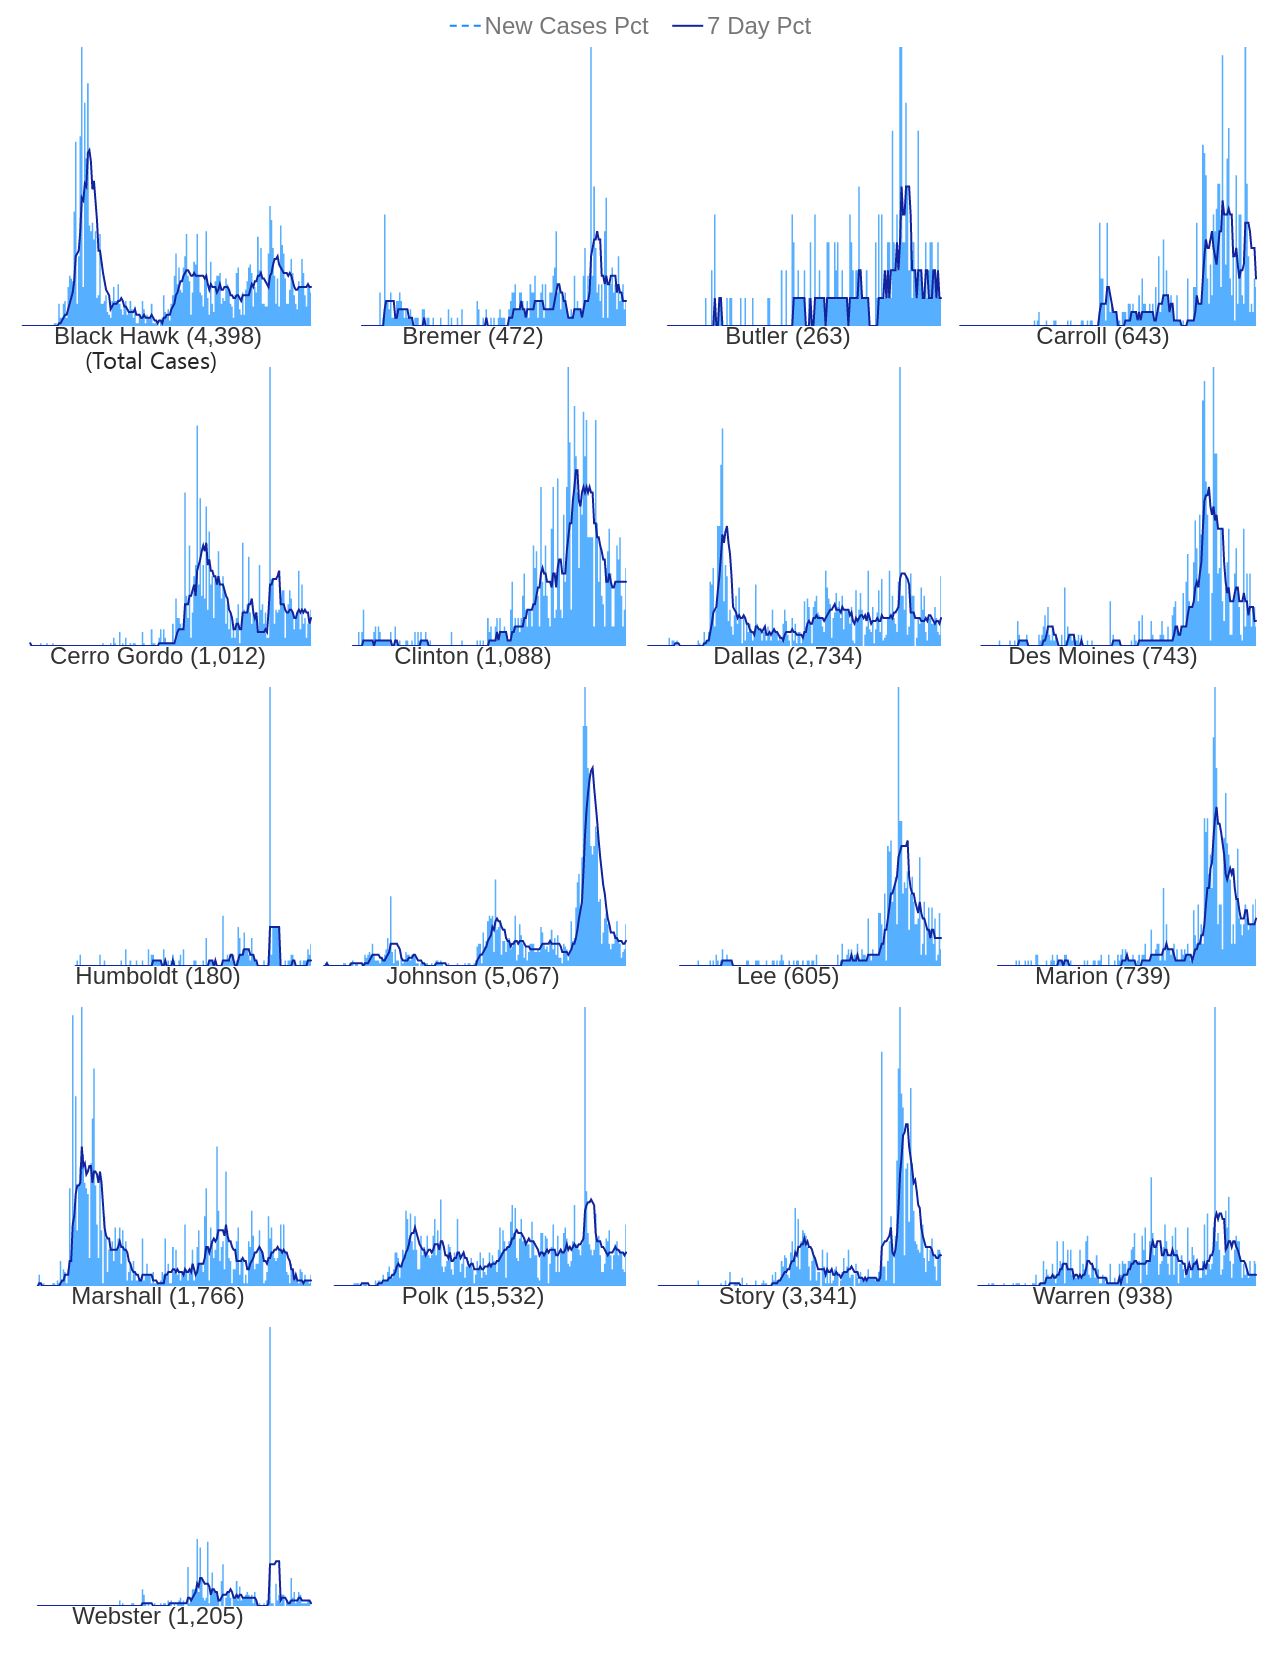 New Cases Pct 7 Day Pct
Black Hawk (4,398) Bremer (472) Butler (263) Carroll (643)
(Total Cases)
Cerro Gordo (1,012) Clinton (1,088) Dallas (2,734) Des Moines (743)
Humboldt (180) Johnson (5,067) Lee (605) Marion (739)
Marshall (1,766) Polk (15,532) Story (3,341) Warren (938)
Webster (1,205)